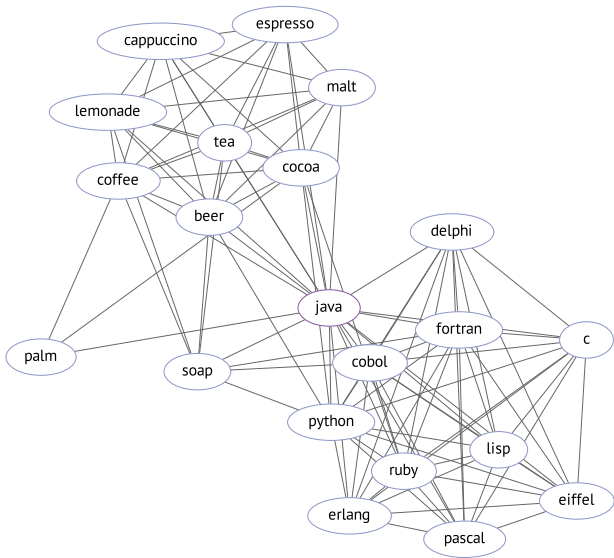 espresso
cappuccino
malt
lemonade
tea
cocoa
coffee
beer
delphi
java
fortran
c
palm
cobol
soap
python
lisp
ruby
eiffel
erlang
pascal